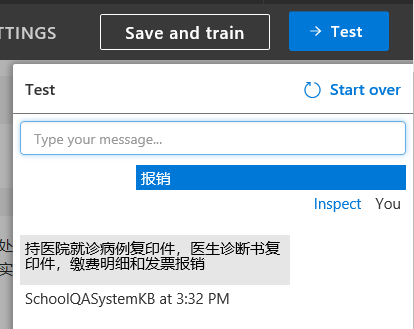 TTINGS
Save and train
→ Test
Test
Start over
Type your message...
报销
Inspect You
处
实
持医院就诊病例复印件，医生诊断书复
印件，缴费明细和发票报销
SchoolQASystemKB at 3:32 PM